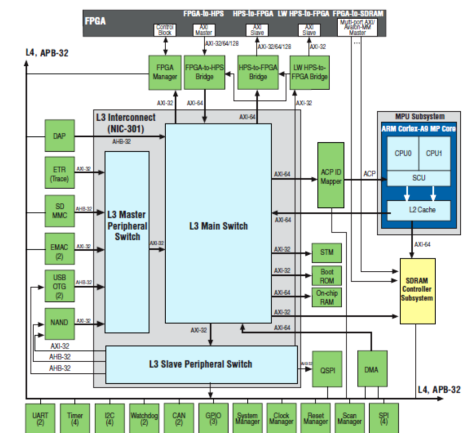 FPGA
FPGA-to-HPS
HPS-to-FPGA
LW HPS-to-FPGA
FPGA-to-SDRAM
Control
Block
AXI
Master
AXI
Slave
AXI
Slave
Multi-port AXI/
Avalon-MM
Master
...
L4, APB-32
AXI-32/64/128
AXI-32/64/128
AXI-32
FPGA
Manager
FPGA-to-HPS
Bridge
HPS-to-FPGA
Bridge
LW HPS-to-
FPGA Bridge
AXI-32
AXI-64
AXI-64
AXI-32
MPU Subsystem
ARM Cortex-A9 MP Core
CPU0
CPU1
SCU
L2 Cache
L3 Interconnect
(NIC-301)
DAP
AHB-32
ETR
(Trace)
AXI-32
SD
MMC
AHB-32
EMAC
(2)
AXI-32
USB
OTG
(2)
AHB-32
NAND
AXI-32
L3 Master
Peripheral
Switch
AXI-32
L3 Main Switch
AXI-64
ACP ID
Mapper
ACP
AXI-64
AXI-64
AXI-32
STM
AXI-32
Boot
ROM
AXI-64
On-chip
RAM
AXI-32
AXI-32
AXI-64
SDRAM
Controller
Subsystem
AXI-32
AHB-32
AHB-32
L3 Slave Peripheral Switch
QSPI
DMA
L4, APB-32
UART
(2)
Timer
(4)
I2C
(4)
Watchdog
(2)
CAN
(2)
GPIO
(3)
System
Manager
Clock
Manager
Reset
Manager
Scan
Manager
SPI
(4)